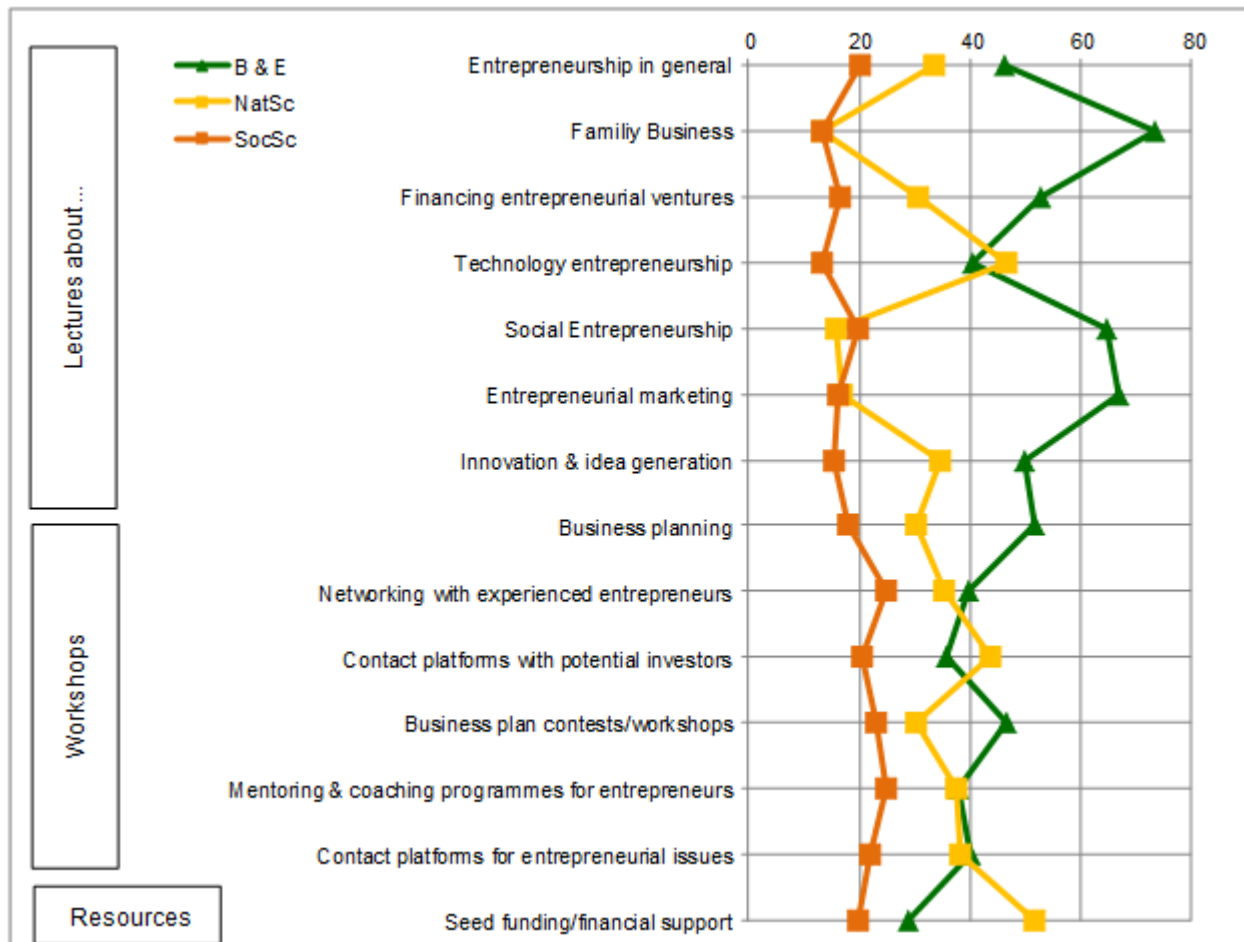 0 20 40 60 80
B & E
NatSc
SocSc
Lectures about...
Entrepreneurship in general
Familiy Business
Financing entrepreneurial ventures
Technology entrepreneurship
Social Entrepreneurship
Entrepreneurial marketing
Innovation & idea generation
Workshops
Business planning
Networking with experienced entrepreneurs
Contact platforms with potential investors
Business plan contests/workshops
Mentoring & coaching programmes for entrepreneurs
Contact platforms for entrepreneurial issues
Resources
Seed funding/financial support